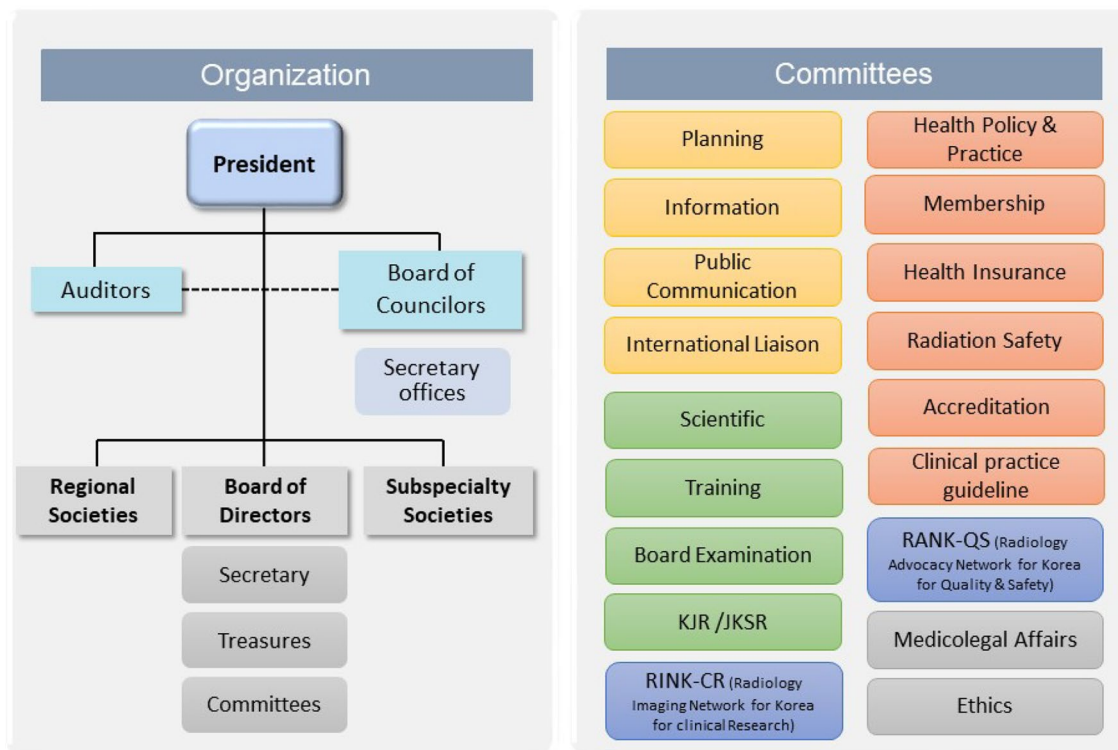 Organization
President
Auditors
Board of
Councilors
Secretary
offices
Regional
Societies
Board of
Directors
Subspecialty
Societies
Secretary
Treasures
Committees
Committees
Planning
Information
Public
Communication
International Liaison
Scientific
Training
Board Examination
KJR /JKSR
RINK-CR (Radiology
Imaging Network for Korea
for clinical Research)
Health Policy &
Practice
Membership
Health Insurance
Radiation Safety
Accreditation
Clinical practice
guideline
RANK-QS (Radiology
Advocacy Network for Korea
for Quality & Safety)
Medicolegal Affairs
Ethics